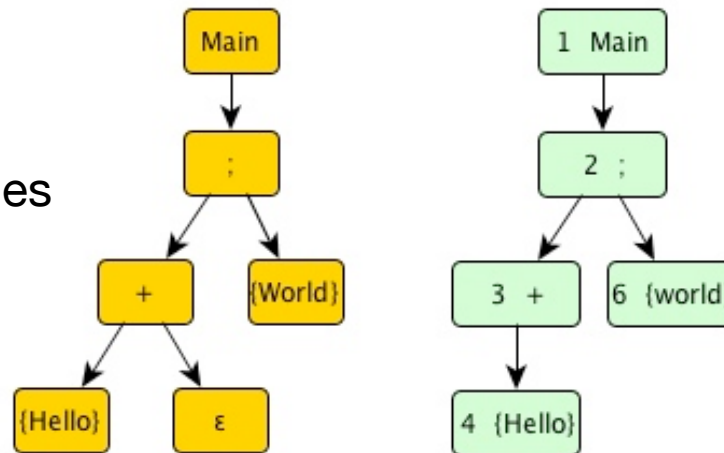 Main
1 Main
es
;
2 ;
+
{World}
3 +
6 {world
{Hello}
ε
4 {Hello}